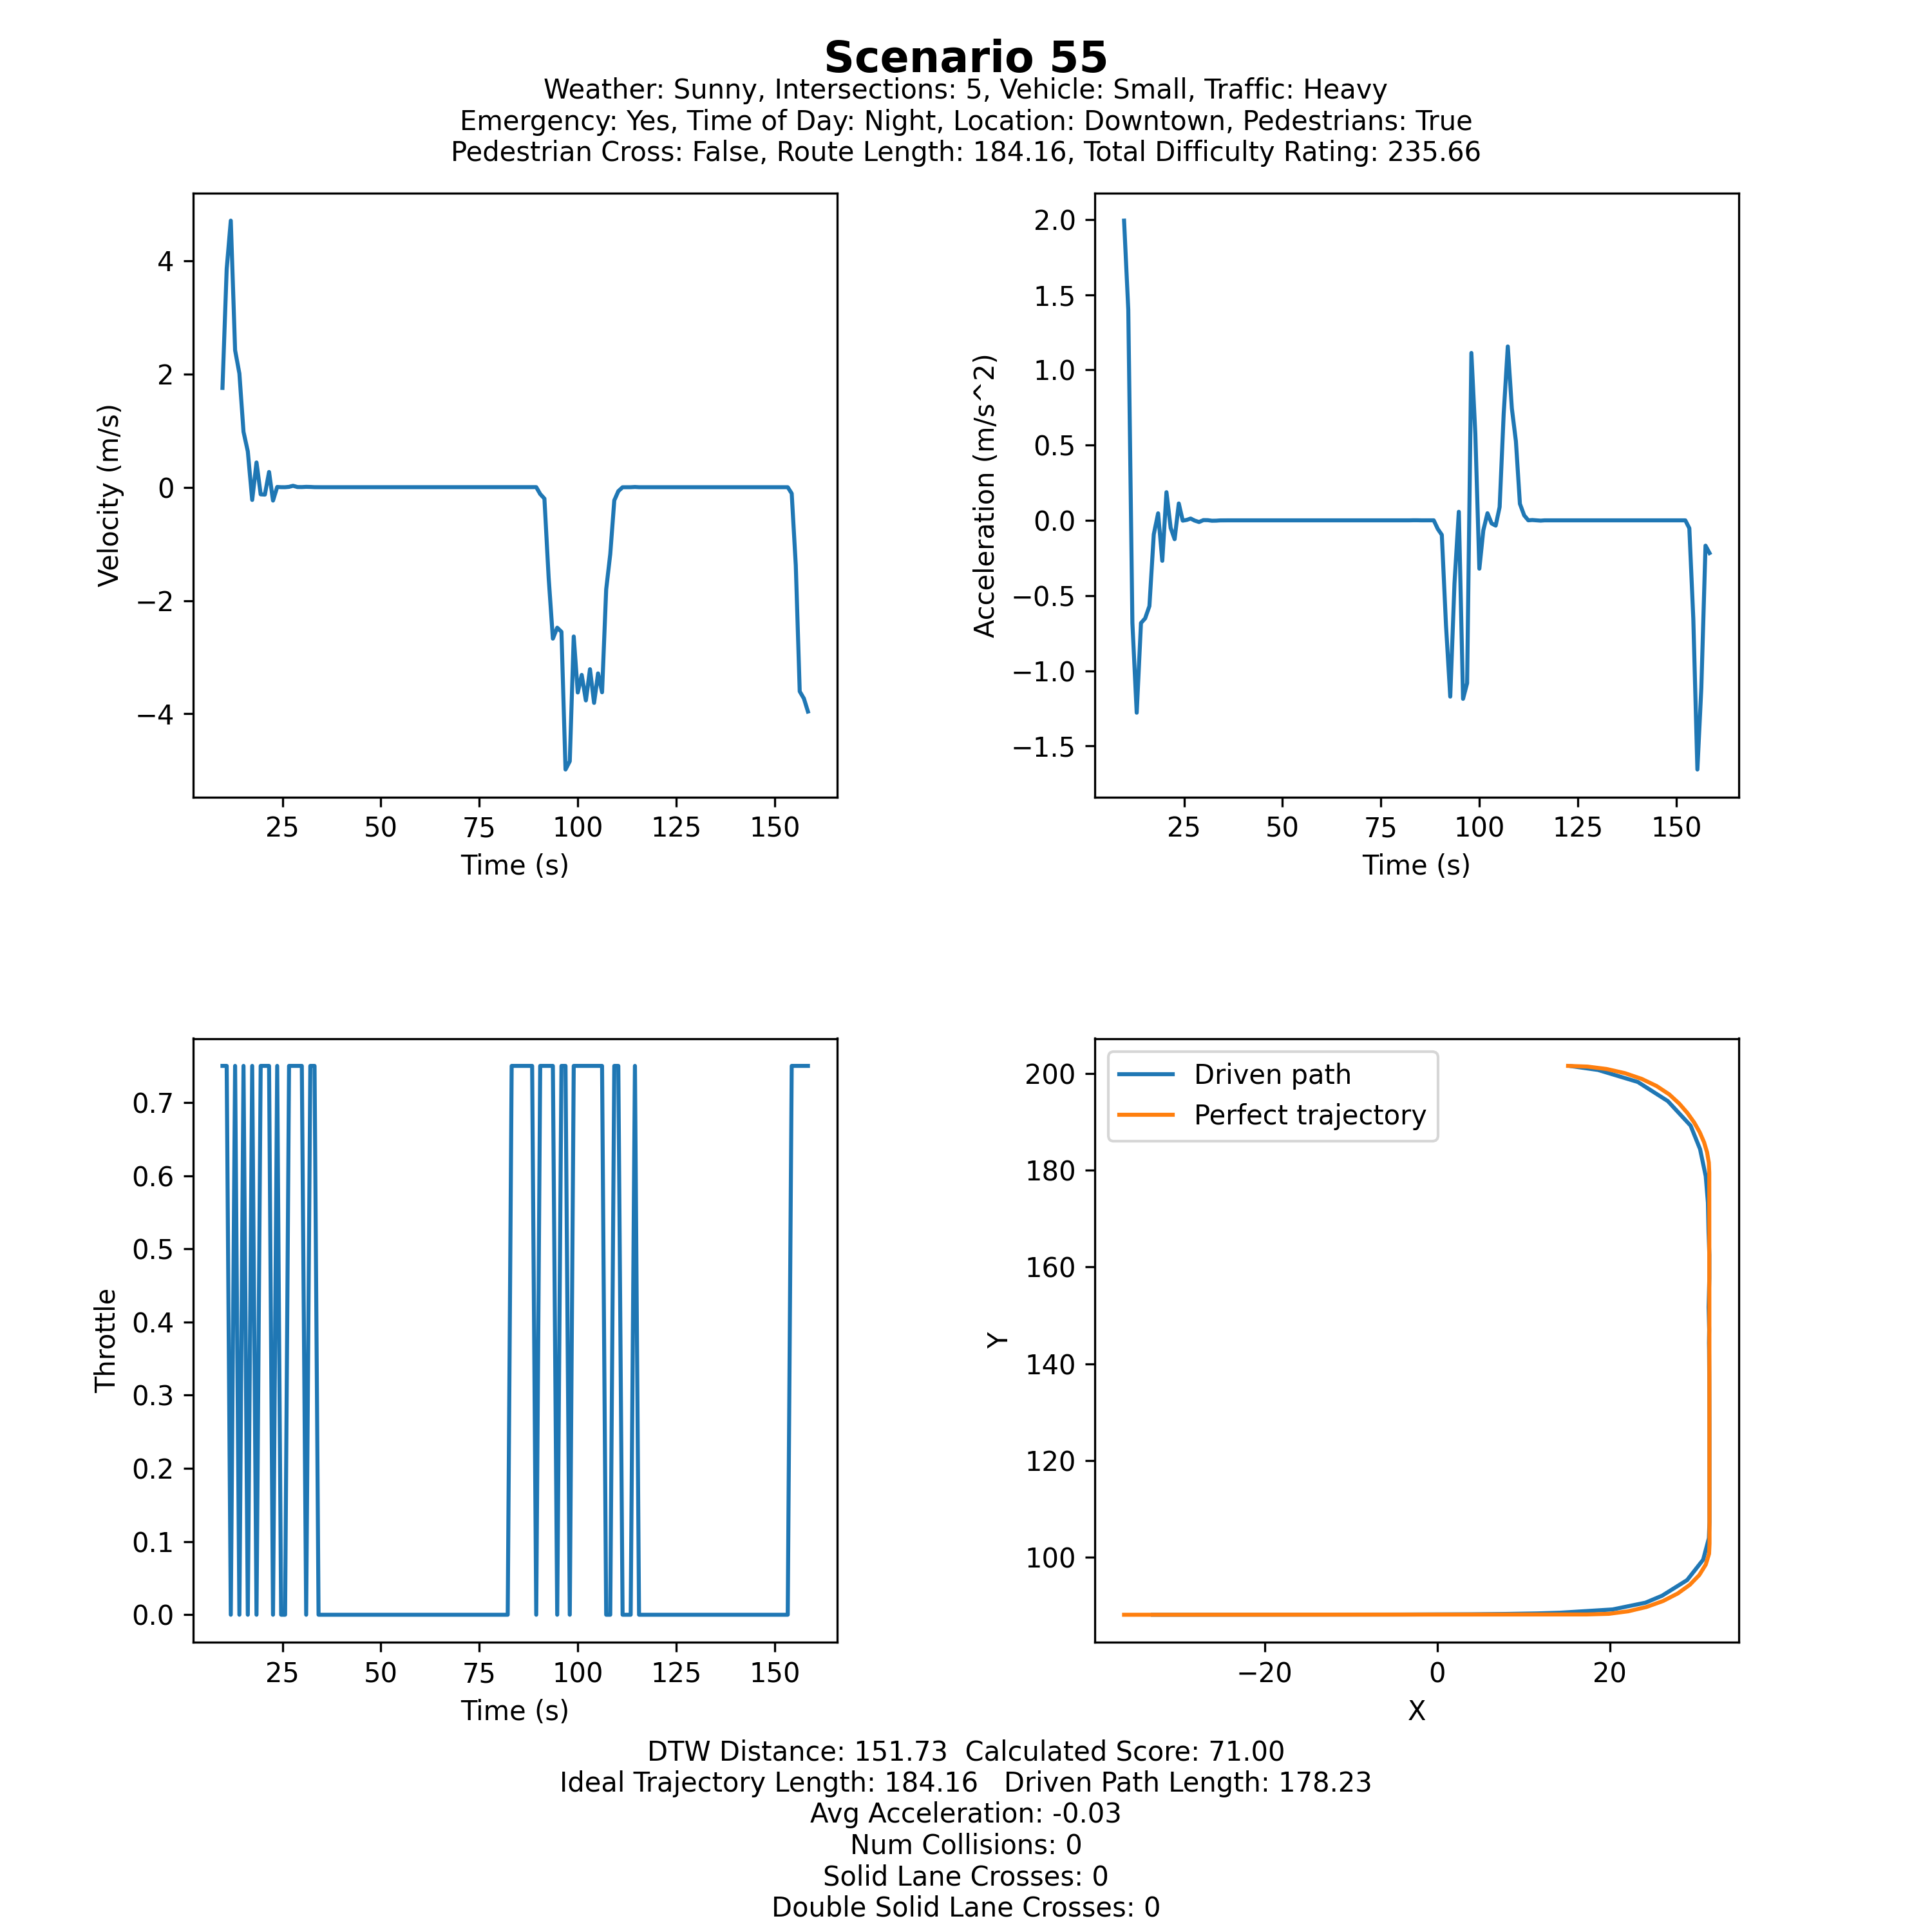 Scenario 55
Weather: Sunny, Intersections: 5, Vehicle: Small, Traffic: Heavy
Emergency: Yes, Time of Day: Night, Location: Downtown, Pedestrians: True
Pedestrian Cross: False, Route Length: 184.16, Total Difficulty Rating: 235.66
Velocity (m/s)
4
2
0
−2
−4
25 50 75 100 125 150
Time (s)
Acceleration (m/s^2)
2.0
1.5
1.0
0.5
0.0
−0.5
−1.0
−1.5
25 50 75 100 125 150
Time (s)
Throttle
0.7
0.6
0.5
0.4
0.3
0.2
0.1
0.0
25 50 75 100 125 150
Time (s)
Driven path
Perfect trajectory
Y
200
180
160
140
120
100
−20 0 20
X
DTW Distance: 151.73  Calculated Score: 71.00
Ideal Trajectory Length: 184.16   Driven Path Length: 178.23
Avg Acceleration: -0.03
Num Collisions: 0
Solid Lane Crosses: 0
Double Solid Lane Crosses: 0